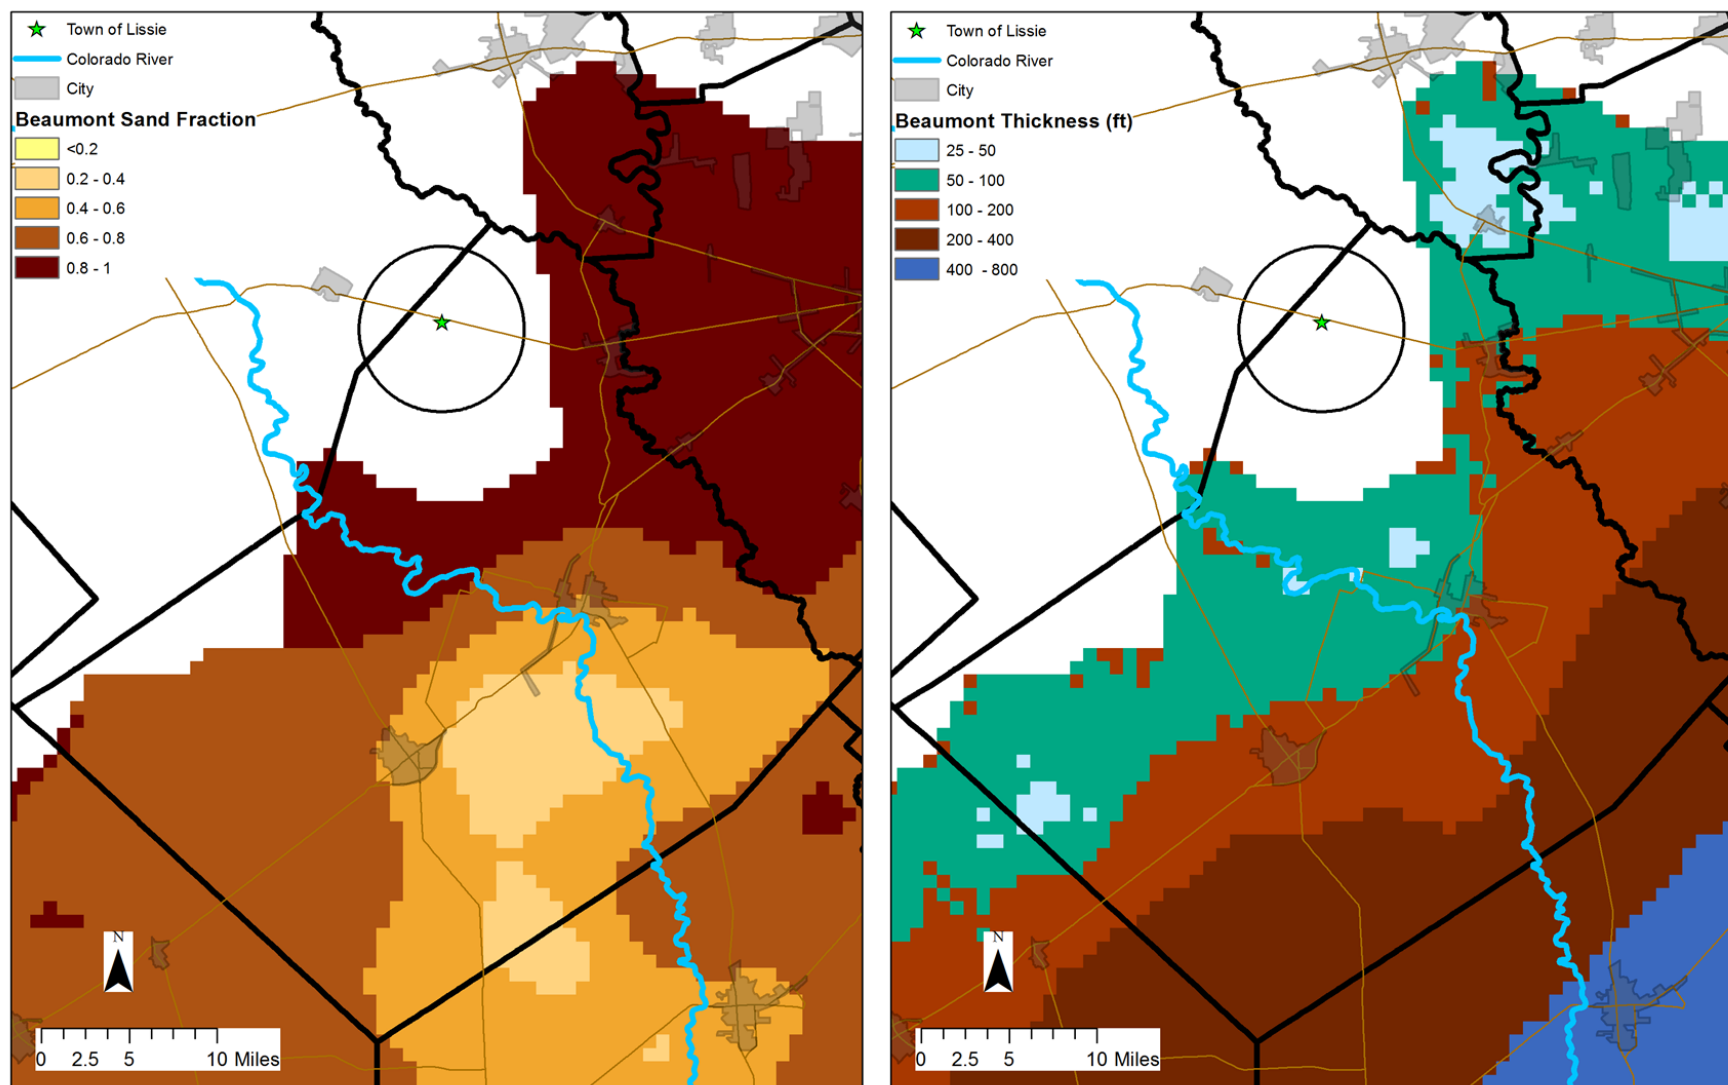 Town of Lissie
Colorado River
City
Beaumont Sand Fraction
<0.2
0.2 - 0.4
0.4 - 0.6
0.6 - 0.8
0.8 - 1
N
0 2.5 5 10 Miles
Town of Lissie
Colorado River
City
Beaumont Thickness (ft)
25 - 50
50 - 100
100 - 200
200 - 400
400 - 800
N
0 2.5 5 10 Miles